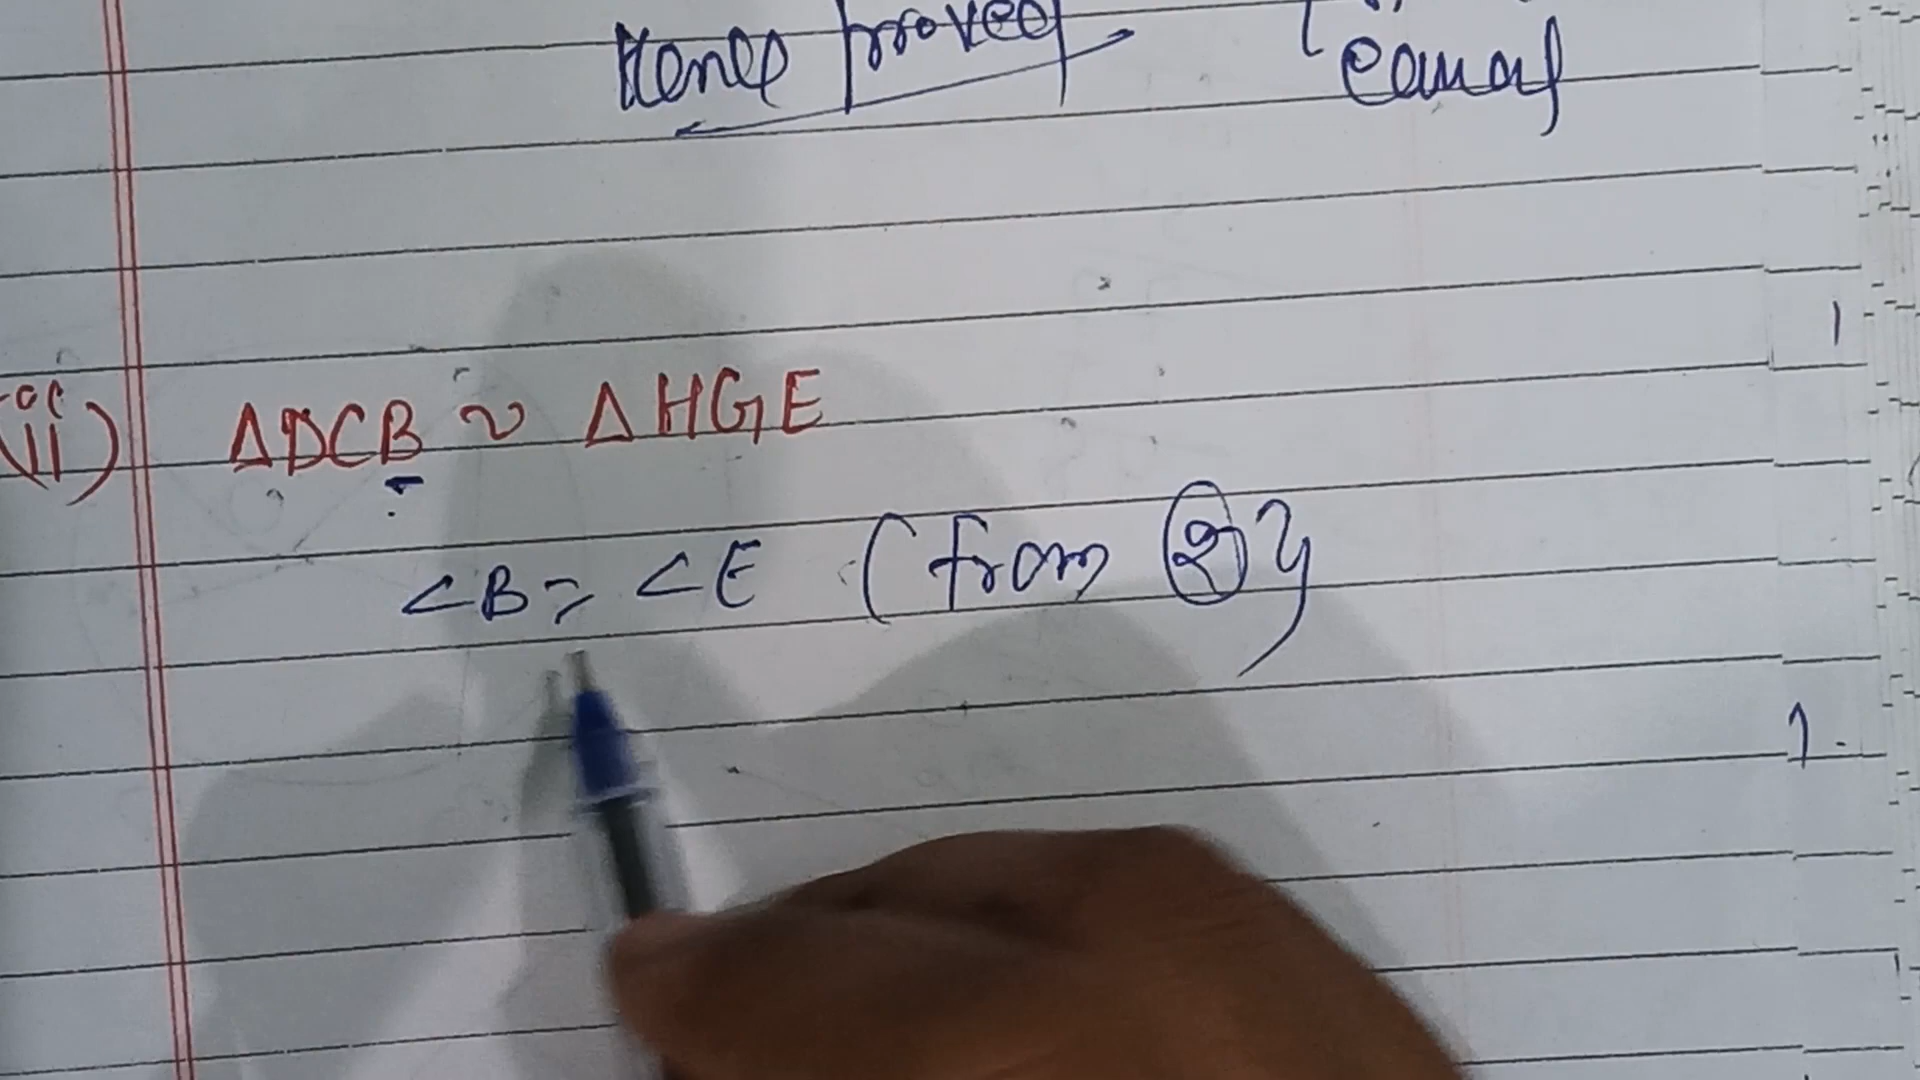 Hence proved
equal
(ii) ΔDCB ~ ΔHGE
∠B = ∠E (from ②)